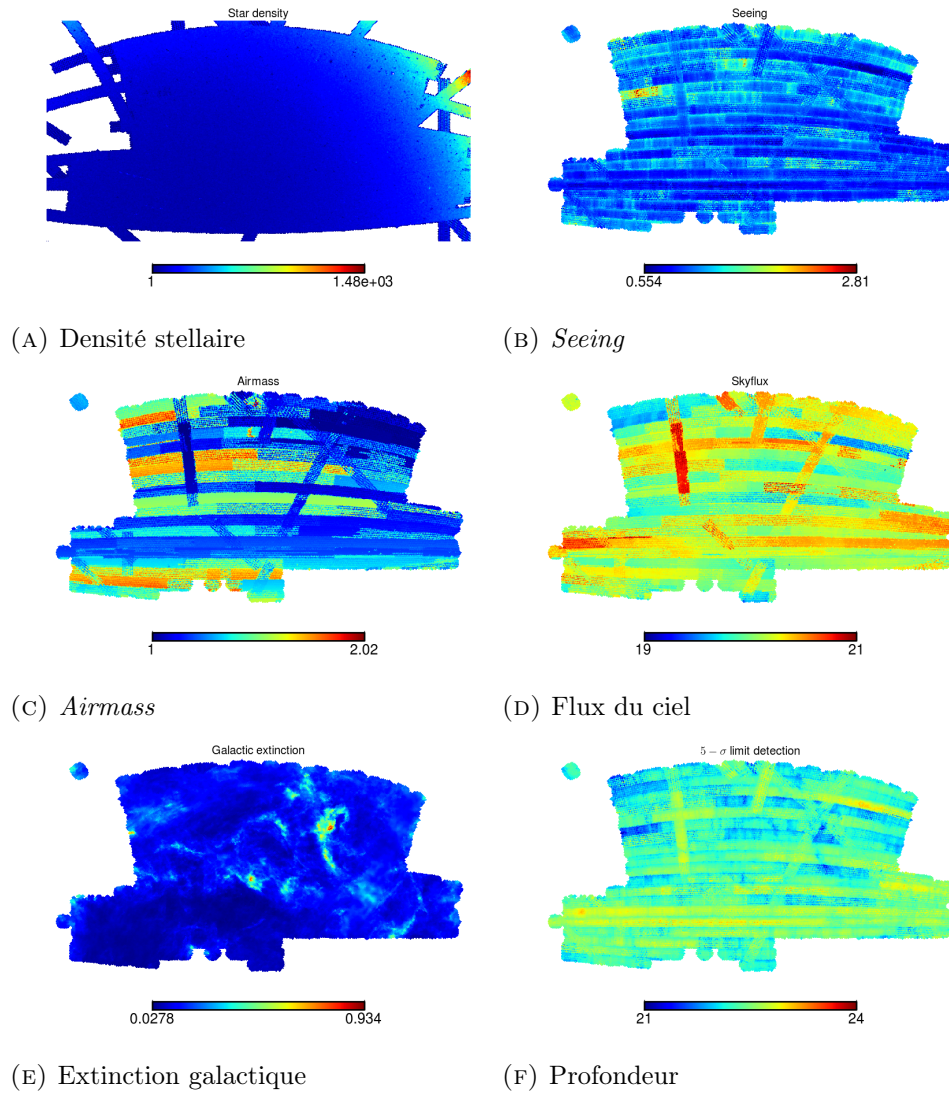 Star density
1 1.48e+03
(A) Densité stellaire
Seeing
0.554 2.81
(B) Seeing
Airmass
1 2.02
(C) Airmass
Skyflux
19 21
(D) Flux du ciel
Galactic extinction
0.0278 0.934
(E) Extinction galactique
5 − σ limit detection
21 24
(F) Profondeur